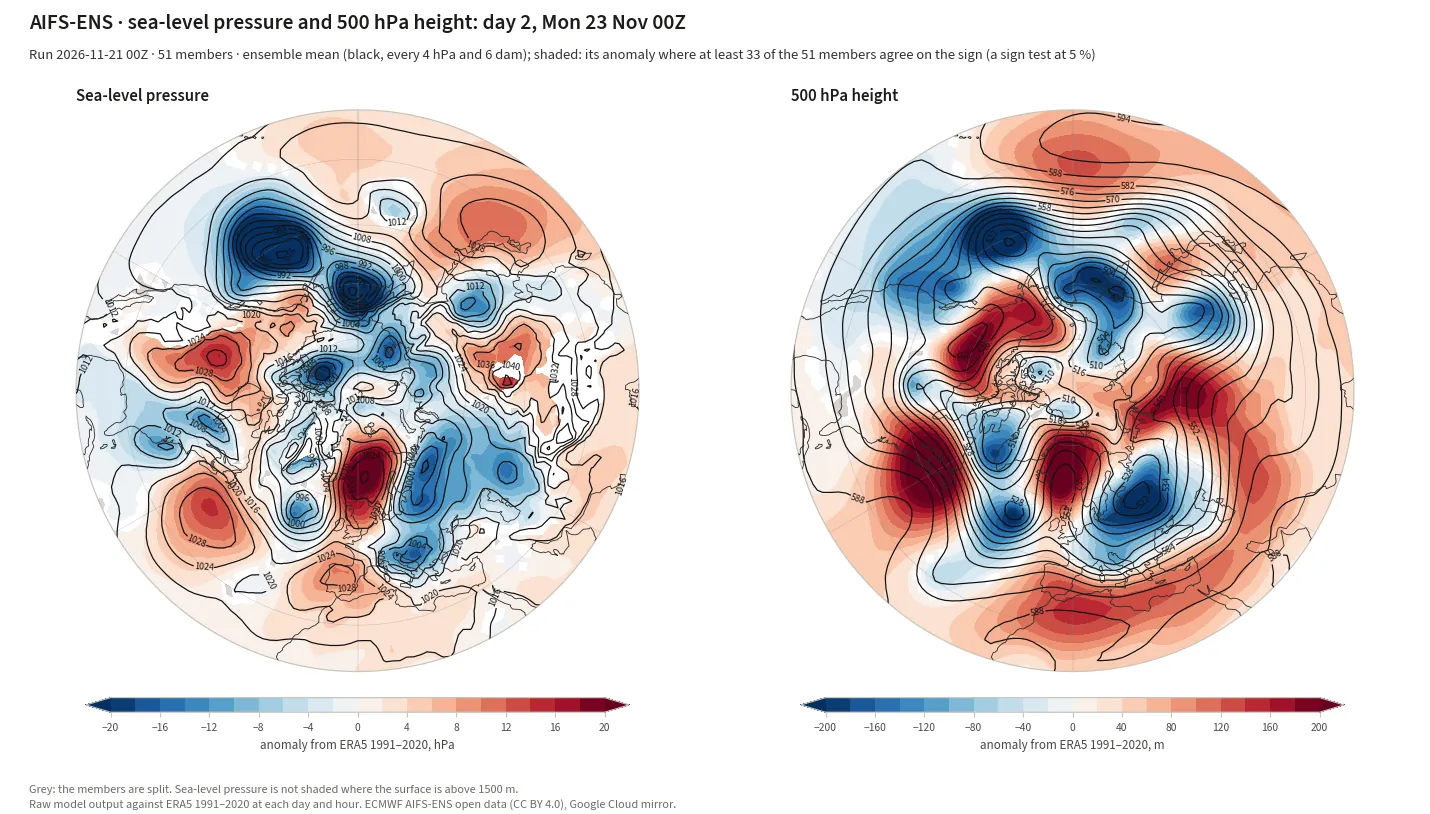 AIFS-ENS · sea-level pressure and 500 hPa height: day 2, Mon 23 Nov 00Z
Run 2026-11-21 00Z · 51 members · ensemble mean (black, every 4 hPa and 6 dam); shaded: its anomaly where at least 33 of the 51 members agree on the sign (a sign test at 5 %)
Sea-level pressure
500 hPa height
−20 −16 −12 −8 −4 0 4 8 12 16 20
anomaly from ERA5 1991–2020, hPa
−200 −160 −120 −80 −40 0 40 80 120 160 200
anomaly from ERA5 1991–2020, m
Grey: the members are split. Sea-level pressure is not shaded where the surface is above 1500 m.
Raw model output against ERA5 1991–2020 at each day and hour. ECMWF AIFS-ENS open data (CC BY 4.0), Google Cloud mirror.